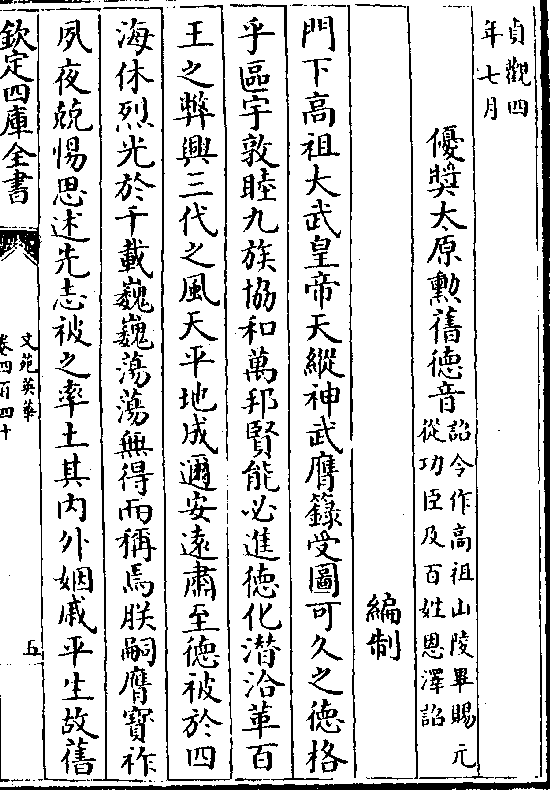 貞觀四
年七月
優獎太原勲舊德音詔令作高祖山陵畢賜元
從功臣及百姓恩澤詔
編制
門下高祖大武皇帝天縱神武膺籙受圖可久之德格
乎區宇敦睦九族協和萬邦賢能必進德化潛洽革百
王之弊興三代之風天平地成邇安遠肅至德被於四
海休烈光於千載巍巍蕩蕩無得而稱焉朕嗣膺寶祚
夙夜兢惕思述先志被之率土其内外姻戚平生故舊
欽定四庫全書
文苑英華
卷四百四十
五